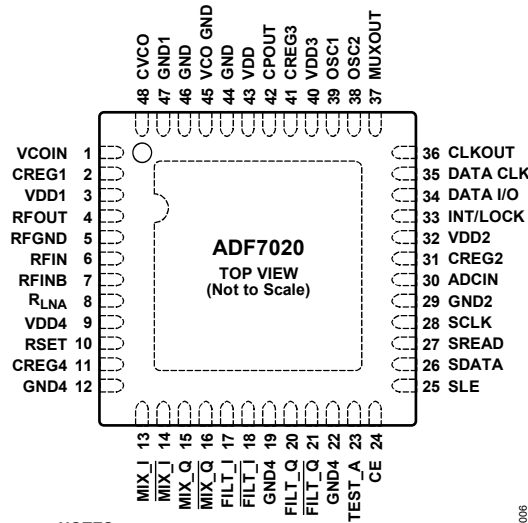 48 CVCO
47 GND1
46 GND
45 VCO GND
44 GND
43 VDD
42 CPOUT
41 CREG3
40 VDD3
39 OSC1
38 OSC2
37 MUXOUT
VCOIN 1
CREG1 2
VDD1 3
RFOUT 4
RFGND 5
RFIN 6
RFINB 7
RLNA 8
VDD4 9
RSET 10
CREG4 11
GND4 12
ADF7020
TOP VIEW
(Not to Scale)
36 CLKOUT
35 DATA CLK
34 DATA I/O
33 INT/LOCK
32 VDD2
31 CREG2
30 ADCIN
29 GND2
28 SCLK
27 SREAD
26 SDATA
25 SLE
MIX_I 13
MIX_I 14
MIX_Q 15
MIX_Q 16
FILT_I 17
FILT_I 18
GND4 19
FILT_Q 20
FILT_Q 21
GND4 22
TEST_A 23
CE 24
006